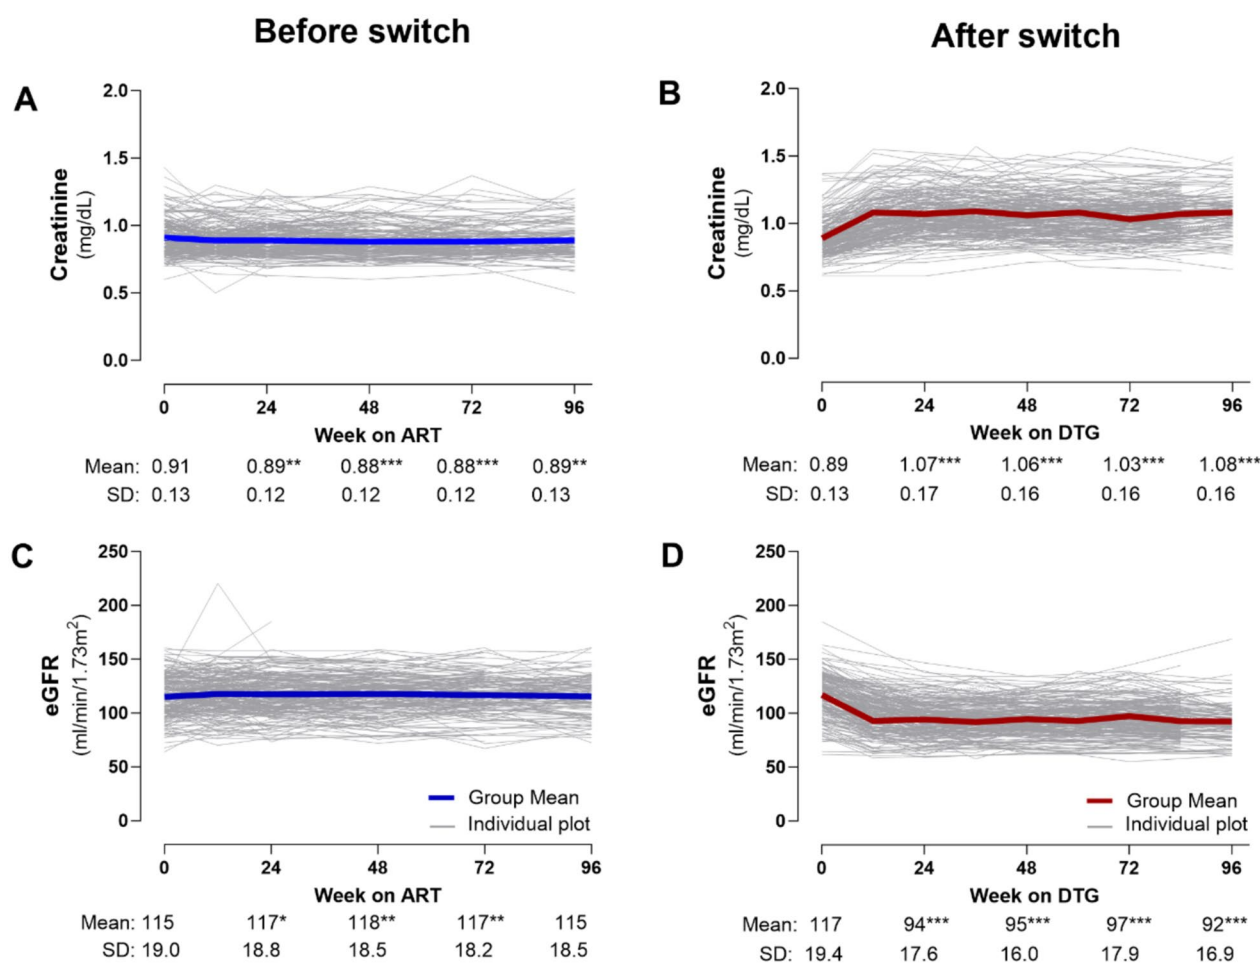 Before switch
After switch
A
2.0
1.5
1.0
0.5
0.0
Creatinine
(mg/dL)
0 24 48 72 96
Week on ART
Mean: 0.91 0.89** 0.88*** 0.88*** 0.89**
SD: 0.13 0.12 0.12 0.12 0.13
B
2.0
1.5
1.0
0.5
0.0
Creatinine
(mg/dL)
0 24 48 72 96
Week on DTG
Mean: 0.89 1.07*** 1.06*** 1.03*** 1.08***
SD: 0.13 0.17 0.16 0.16 0.16
C
250
200
150
100
50
0
eGFR
(ml/min/1.73m²)
Group Mean
Individual plot
0 24 48 72 96
Week on ART
Mean: 115 117* 118** 117** 115
SD: 19.0 18.8 18.5 18.2 18.5
D
250
200
150
100
50
0
eGFR
(ml/min/1.73m²)
Group Mean
Individual plot
0 24 48 72 96
Week on DTG
Mean: 117 94*** 95*** 97*** 92***
SD: 19.4 17.6 16.0 17.9 16.9